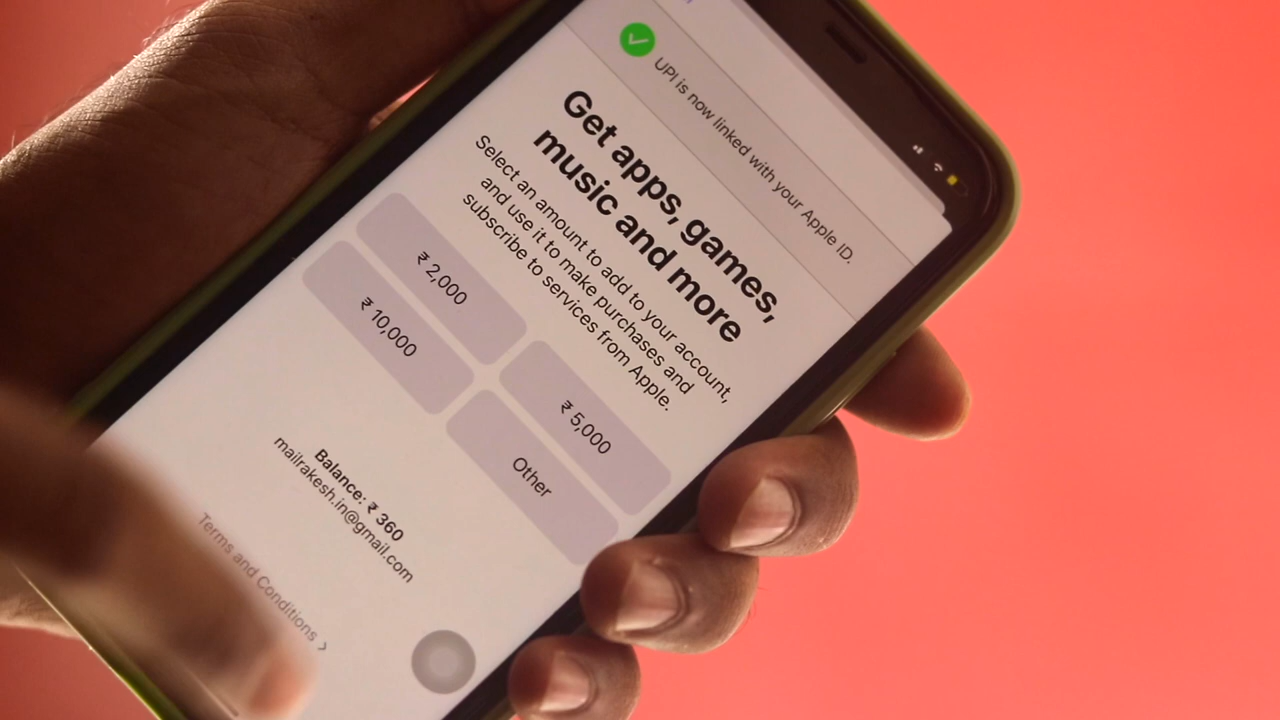 UPI is now linked with your Apple ID.
Get apps, games,
music and more
Select an amount to add to your account,
and use it to make purchases and
subscribe to services from Apple.
₹ 2,000
₹ 5,000
₹ 10,000
Other
Balance: ₹ 360
mailrakesh.in@gmail.com
Terms and Conditions >